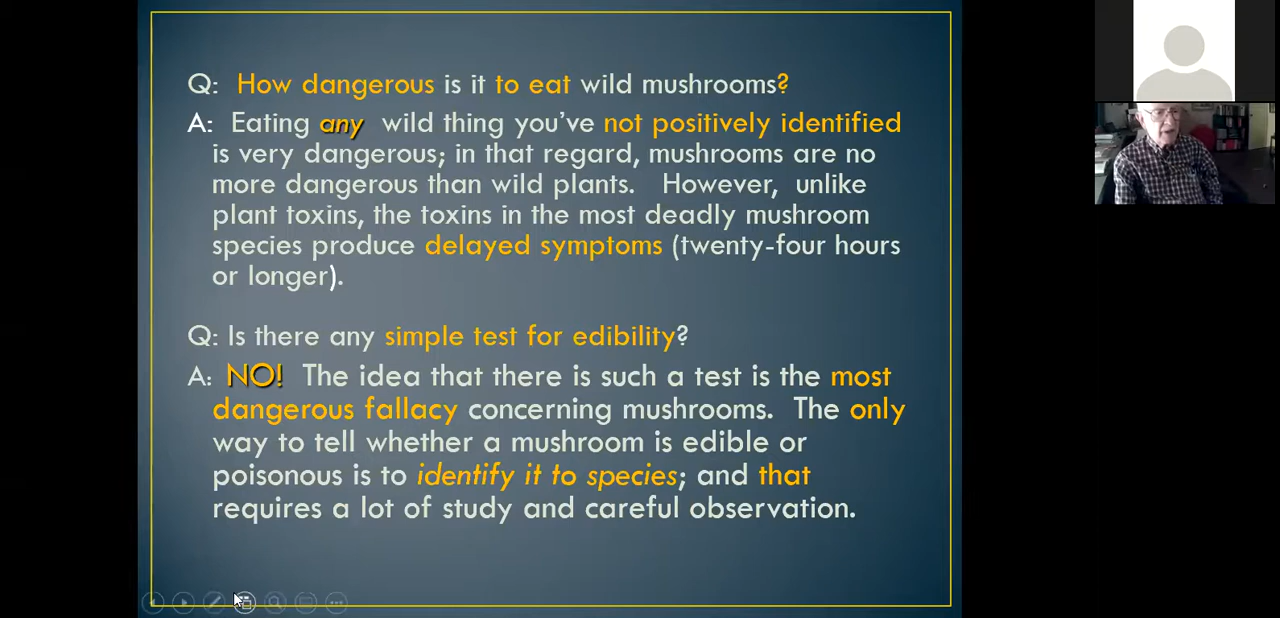 Q: How dangerous is it to eat wild mushrooms?
A: Eating any wild thing you've not positively identified
is very dangerous; in that regard, mushrooms are no
more dangerous than wild plants. However, unlike
plant toxins, the toxins in the most deadly mushroom
species produce delayed symptoms (twenty-four hours
or longer).
Q: Is there any simple test for edibility?
A: NO! The idea that there is such a test is the most
dangerous fallacy concerning mushrooms. The only
way to tell whether a mushroom is edible or
poisonous is to identify it to species; and that
requires a lot of study and careful observation.